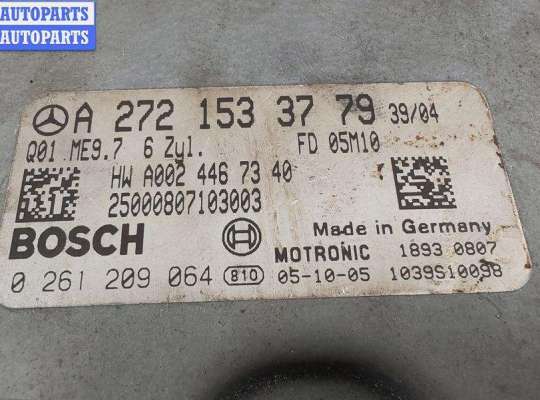 AUTOPARTS
AUTOPARTS
A 272 153 37 79 39/04
Q01 ME9.7 6 Zyl. FD 05M10
HW A002 446 73 40
25000807103003
Made in Germany
BOSCH
MOTRONIC 1893 0807
0 261 209 064 810 05-10-05 1039S10098